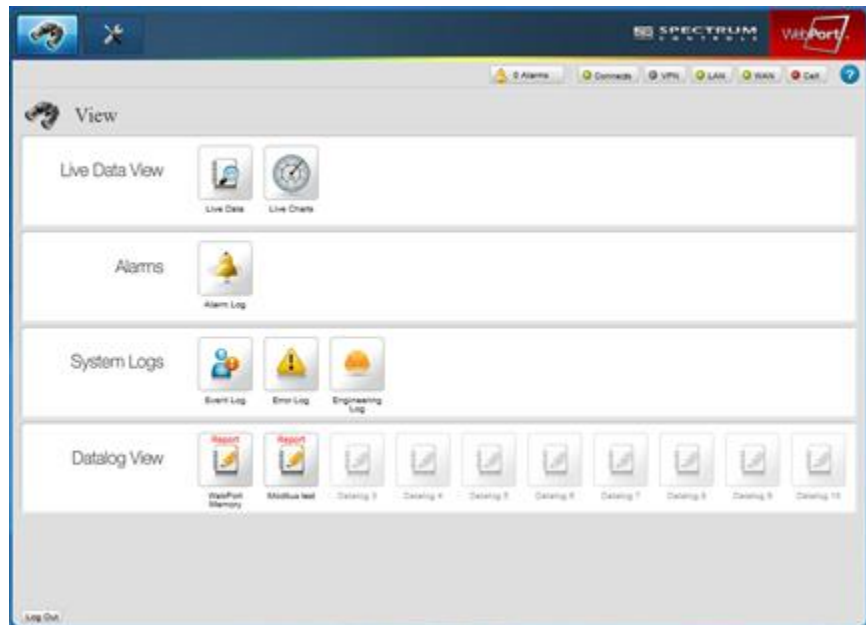 SPECTRUM
CONTROLS
WebPort
0 Alarms
Connects
VPN
LAN
WAN
Cell
?
View
Live Data View
Live Data
Live Charts
Alarms
Alarm Log
System Logs
Event Log
Error Log
Engineering
Log
Datalog View
Report
Report
WebPort
Memory
Modbus test
Datalog 3
Datalog 4
Datalog 5
Datalog 6
Datalog 7
Datalog 8
Datalog 9
Datalog 10
Log Out